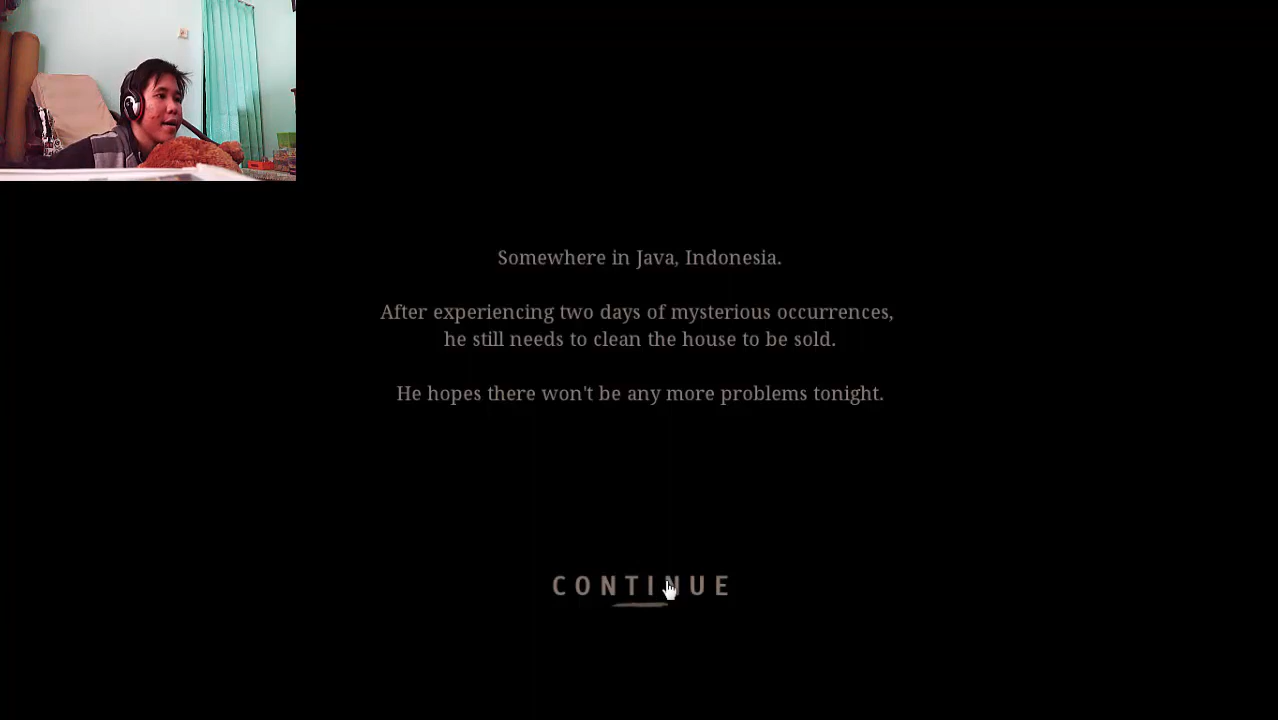 Somewhere in Java, Indonesia.
After experiencing two days of mysterious occurrences,
he still needs to clean the house to be sold.
He hopes there won't be any more problems tonight.
CONTINUE